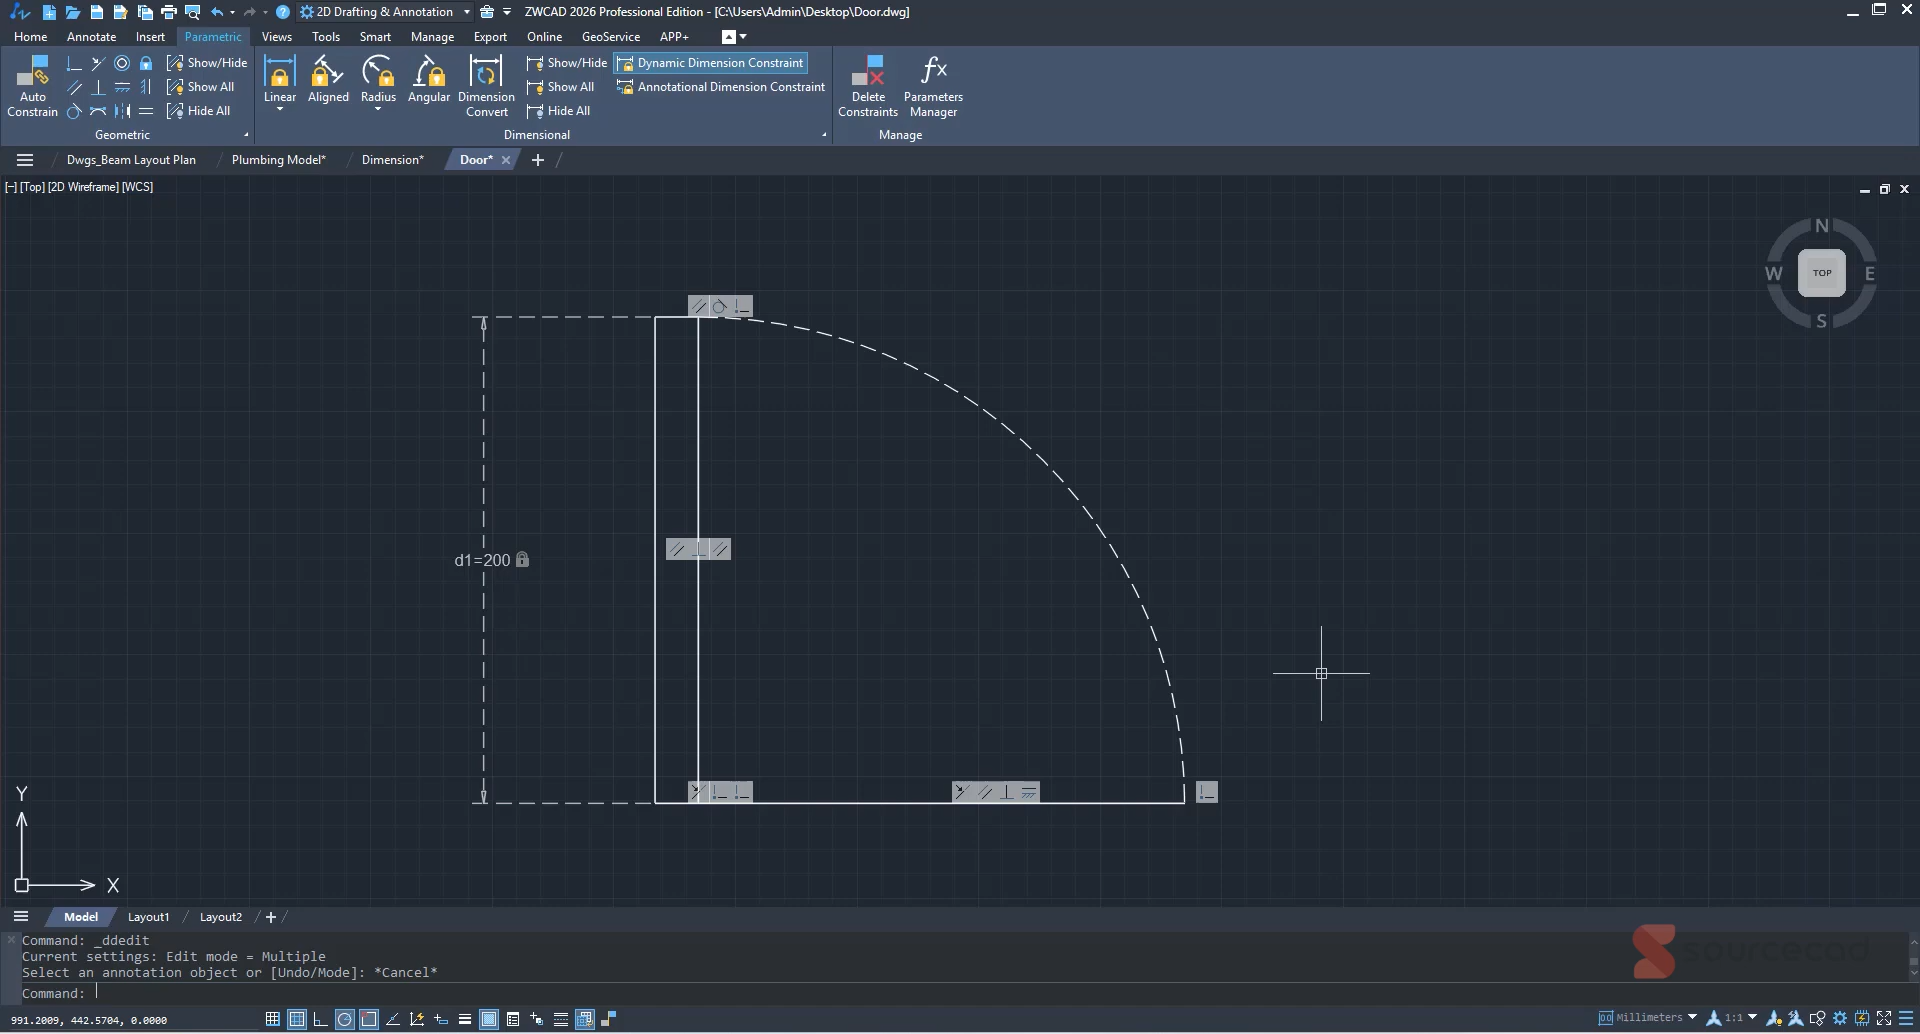 2D Drafting & Annotation
ZWCAD 2026 Professional Edition - [C:\Users\Admin\Desktop\Door.dwg]
Home Annotate Insert Parametric Views Tools Smart Manage Export Online GeoService APP+
Auto Constrain
Show/Hide
Show All
Hide All
Geometric
Linear Aligned Radius Angular Dimension Convert
Show/Hide
Show All
Hide All
Dynamic Dimension Constraint
Annotational Dimension Constraint
Dimensional
Delete Constraints
Parameters Manager
Manage
Dwgs_Beam Layout Plan Plumbing Model* Dimension* Door*
[−] [Top] [2D Wireframe] [WCS]
N
W TOP E
S
d1=200
Y
X
Model Layout1 Layout2
Command: _ddedit
Current settings: Edit mode = Multiple
Select an annotation object or [Undo/Mode]: *Cancel*
Command:
sourcecad
991.2009, 442.5704, 0.0000
Millimeters 1:1